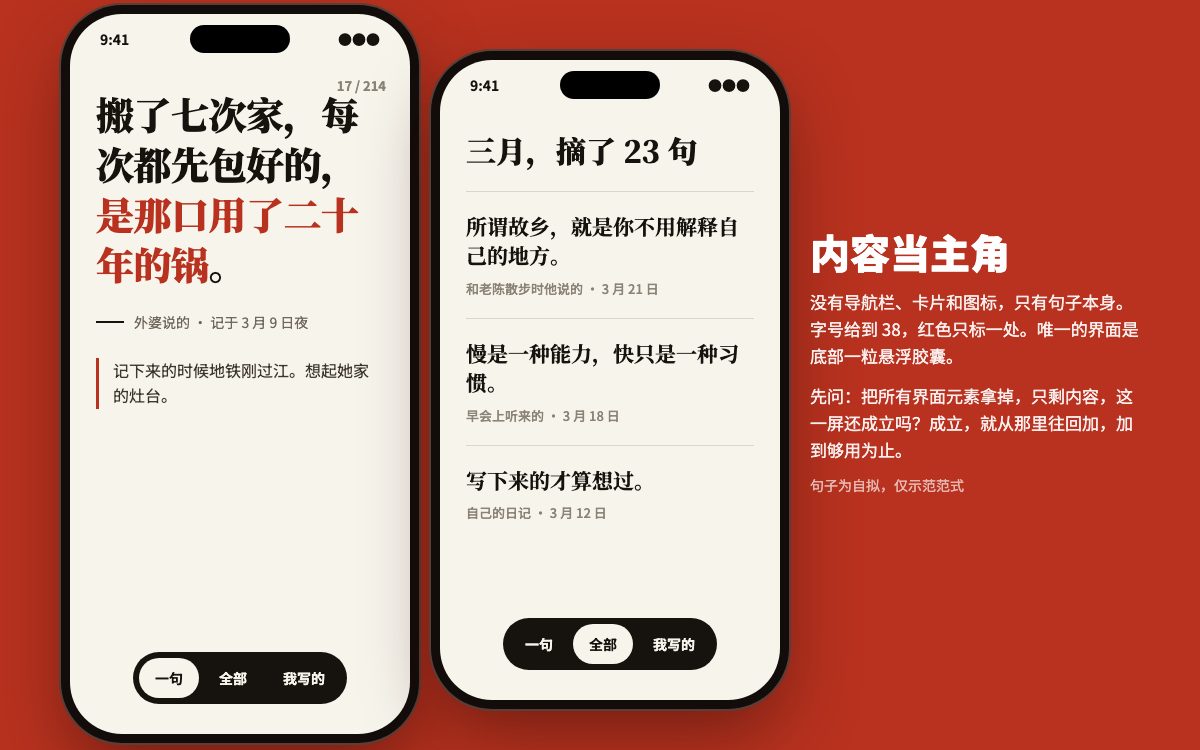 9:41
17 / 214
搬了七次家，每
次都先包好的，
是那口用了二十
年的锅。
外婆说的 · 记于 3 月 9 日夜
记下来的时候地铁刚过江。想起她家
的灶台。
一句 全部 我写的
9:41
三月，摘了 23 句
所谓故乡，就是你不用解释自
己的地方。
和老陈散步时他说的 · 3 月 21 日
慢是一种能力，快只是一种习
惯。
早会上听来的 · 3 月 18 日
写下来的才算想过。
自己的日记 · 3 月 12 日
一句 全部 我写的
内容当主角
没有导航栏、卡片和图标，只有句子本身。
字号给到 38，红色只标一处。唯一的界面是
底部一粒悬浮胶囊。
先问：把所有界面元素拿掉，只剩内容，这
一屏还成立吗？成立，就从那里往回加，加
到够用为止。
句子为自拟，仅示范范式